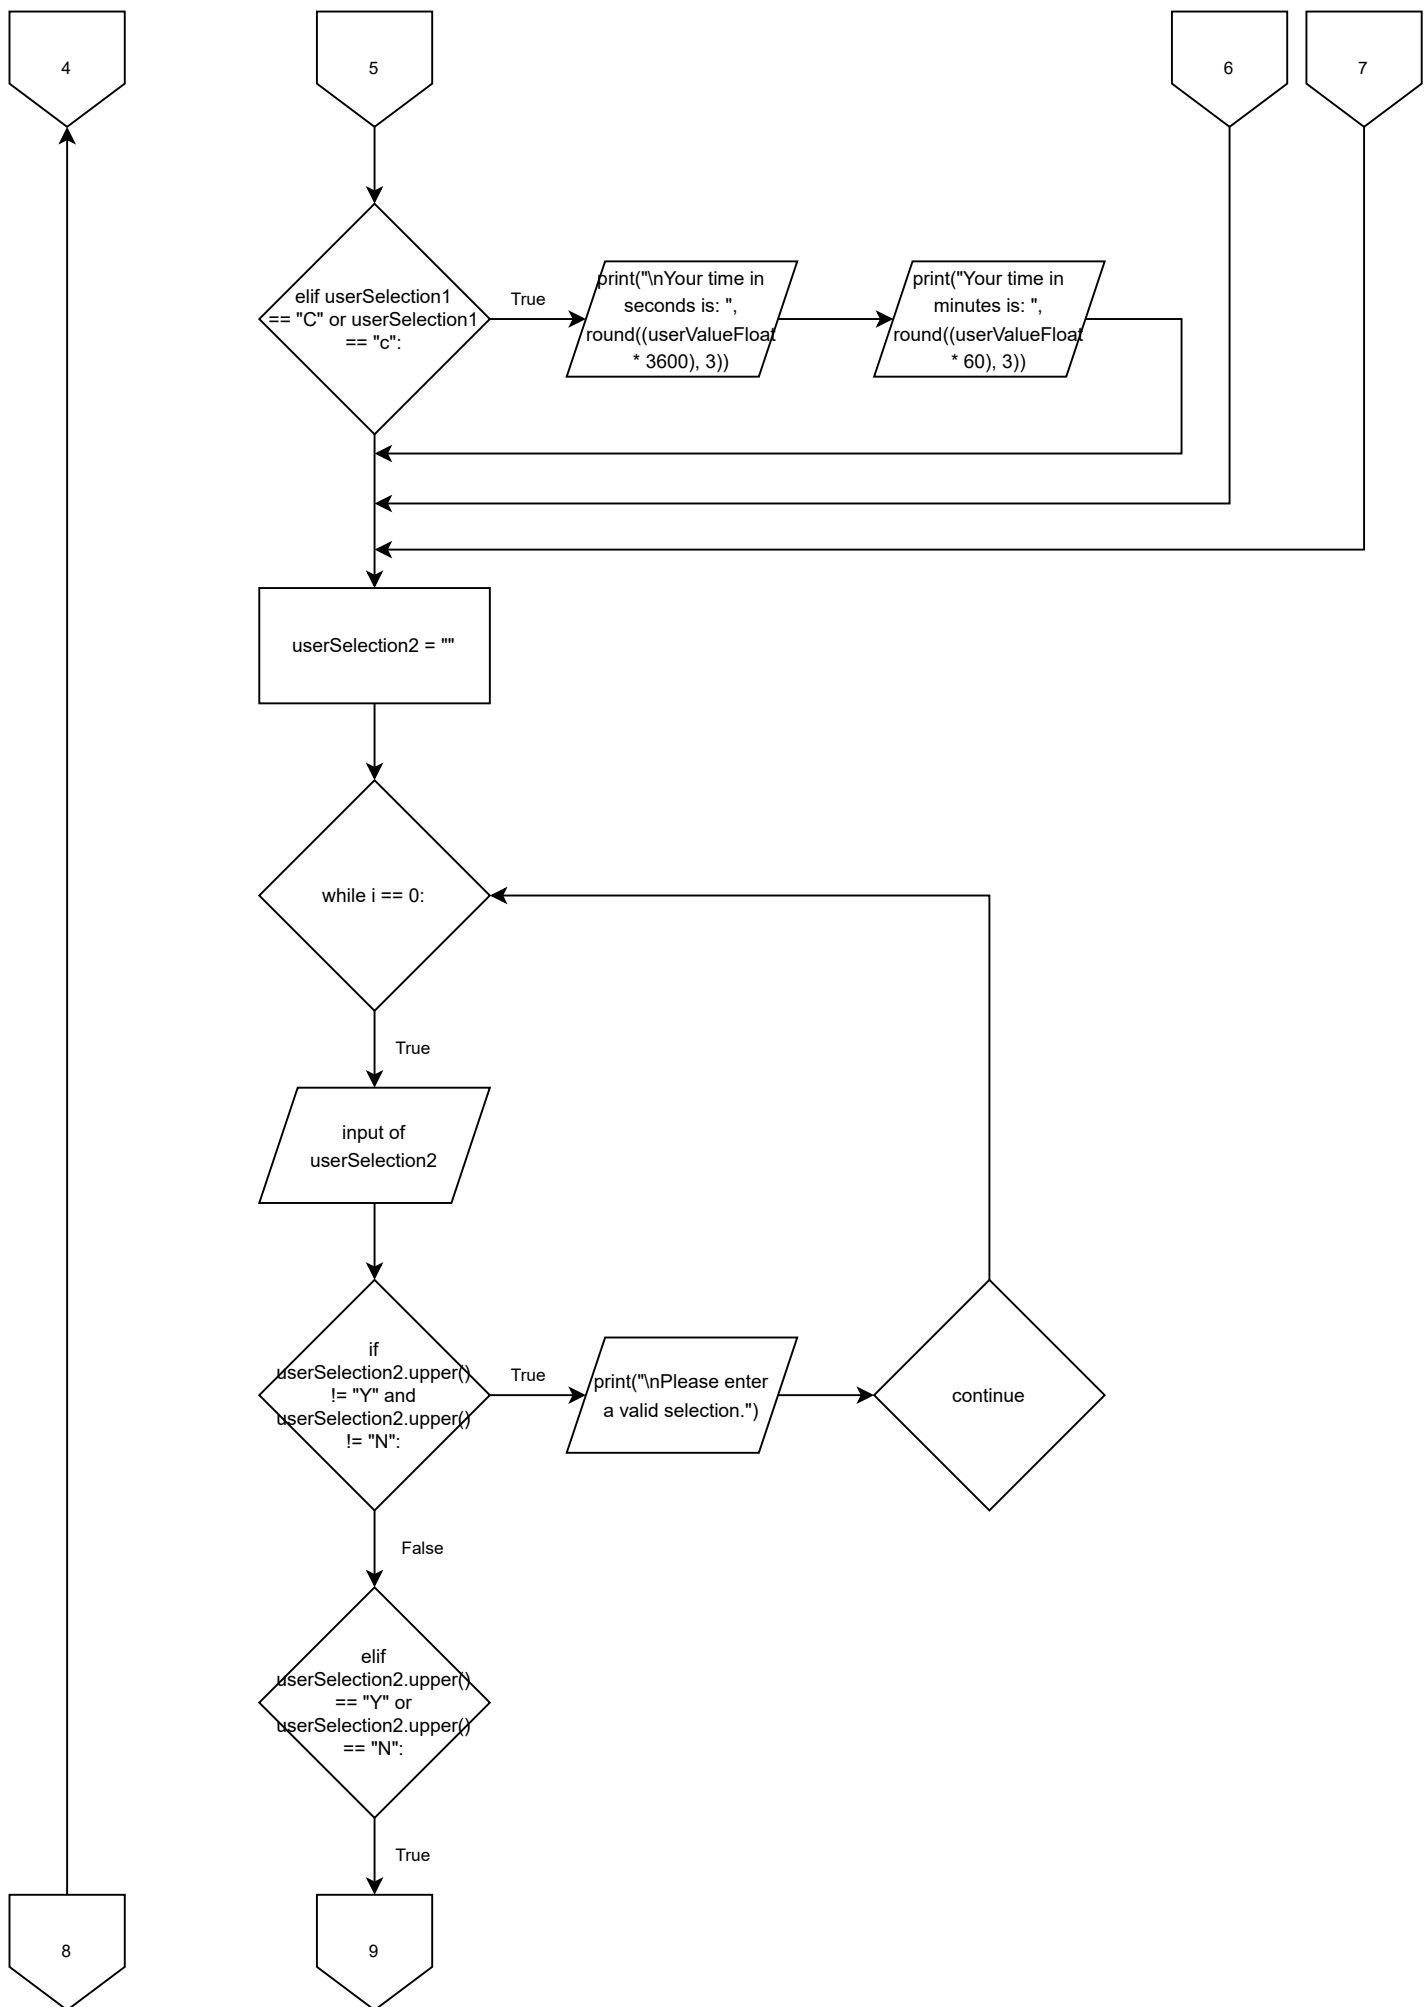 4
5
6
7
elif userSelection1
== "C" or userSelection1
== "c":
True
print("\nYour time in
seconds is: ",
round((userValueFloat
* 3600), 3))
print("Your time in
minutes is: ",
round((userValueFloat
* 60), 3))
userSelection2 = ""
while i == 0:
True
input of
userSelection2
if
userSelection2.upper()
!= "Y" and
userSelection2.upper()
!= "N":
True
print("\nPlease enter
a valid selection.")
continue
False
elif
userSelection2.upper()
== "Y" or
userSelection2.upper()
== "N":
True
8
9